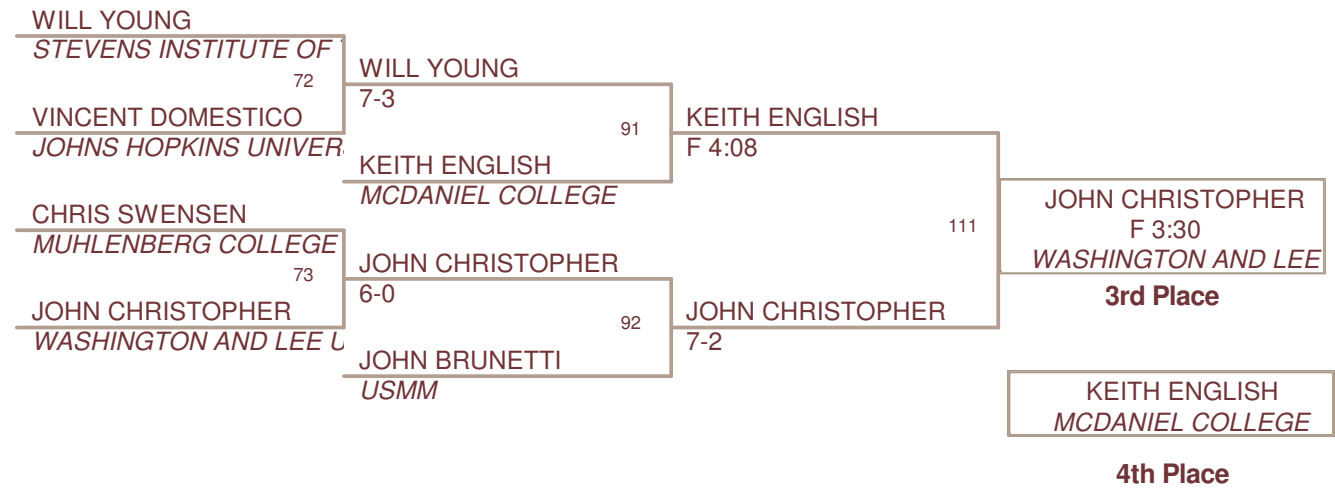 WILL YOUNG
STEVENS INSTITUTE OF
72
VINCENT DOMESTICO
JOHNS HOPKINS UNIVER
CHRIS SWENSEN
MUHLENBERG COLLEGE
73
JOHN CHRISTOPHER
WASHINGTON AND LEE U
WILL YOUNG
7-3
91
KEITH ENGLISH
MCDANIEL COLLEGE
JOHN CHRISTOPHER
6-0
92
JOHN BRUNETTI
USMM
KEITH ENGLISH
F 4:08
111
JOHN CHRISTOPHER
7-2
JOHN CHRISTOPHER
F 3:30
WASHINGTON AND LEE
3rd Place
KEITH ENGLISH
MCDANIEL COLLEGE
4th Place